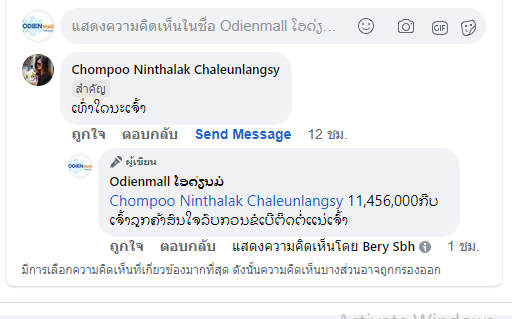 แสดงความคิดเห็นในชื่อ Odienmall ໂອດ່ຽ...
Chompoo Ninthalak Chaleunlangsy
สำคัญ
ເທົ່າໃດນະເຈົ້າ
ถูกใจ ตอบกลับ Send Message 12 ชม.
ผู้เขียน
Odienmall ໂອດ່ຽນມໍ
Chompoo Ninthalak Chaleunlangsy 11,456,000ກີບ
ເຈົ້າລູກຄ້າສົນໃຈລົບກວນຂໍເບີຕິດຕໍ່ແນ່ເຈົ້າ
ถูกใจ ตอบกลับ แสดงความคิดเห็นโดย Bery Sbh 1 ชม.
มีการเลือกความคิดเห็นที่เกี่ยวข้องมากที่สุด ดังนั้นความคิดเห็นบางส่วนอาจถูกกรองออก
Activate Windows